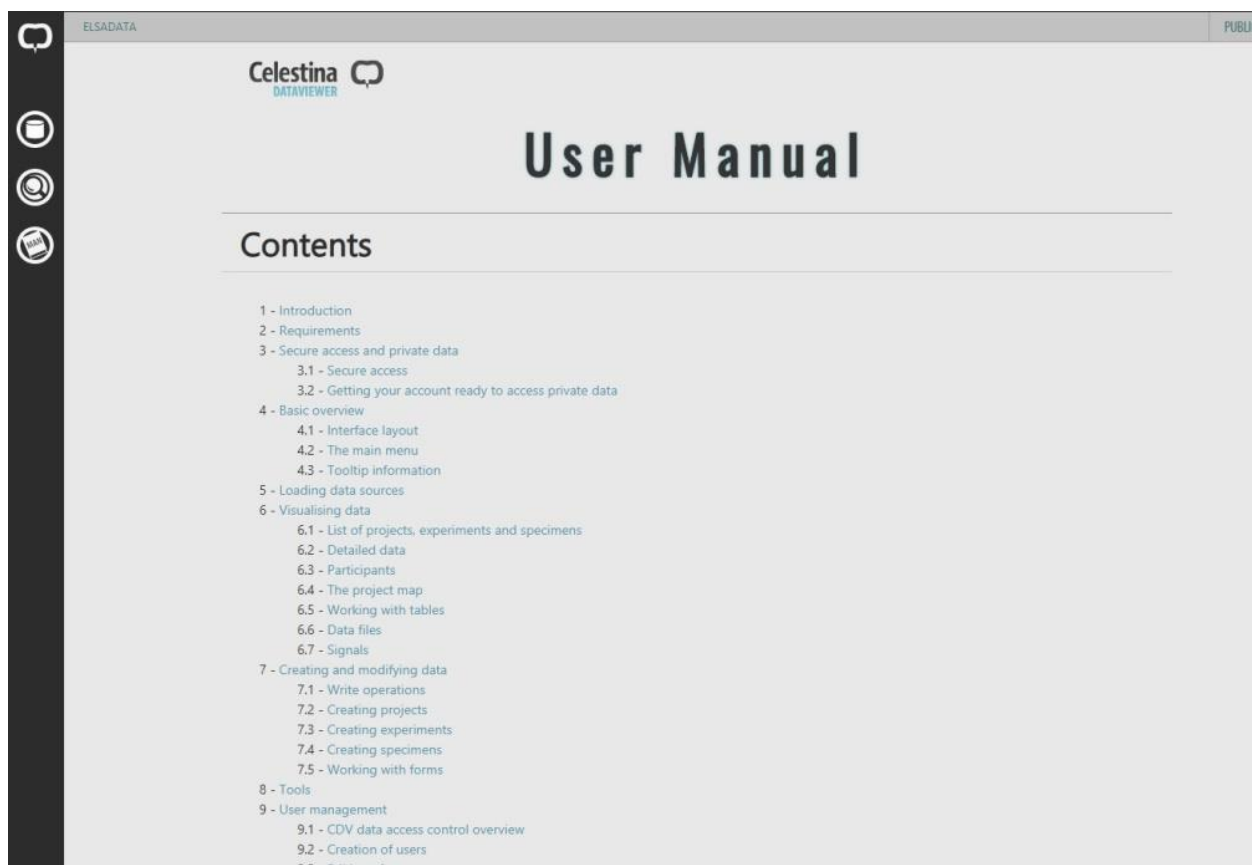 ELSADATA
PUBLI
Celestina
DATAVIEWER
User Manual
MAN
Contents
1 - Introduction
2 - Requirements
3 - Secure access and private data
3.1 - Secure access
3.2 - Getting your account ready to access private data
4 - Basic overview
4.1 - Interface layout
4.2 - The main menu
4.3 - Tooltip information
5 - Loading data sources
6 - Visualising data
6.1 - List of projects, experiments and specimens
6.2 - Detailed data
6.3 - Participants
6.4 - The project map
6.5 - Working with tables
6.6 - Data files
6.7 - Signals
7 - Creating and modifying data
7.1 - Write operations
7.2 - Creating projects
7.3 - Creating experiments
7.4 - Creating specimens
7.5 - Working with forms
8 - Tools
9 - User management
9.1 - CDV data access control overview
9.2 - Creation of users